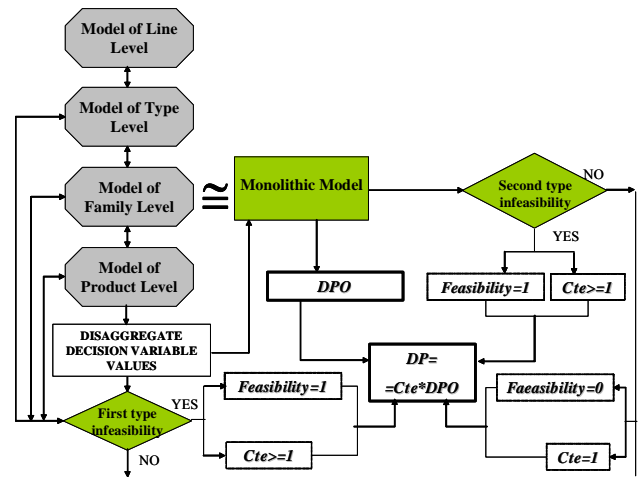 Model of Line
Level
Model of Type
Level
Model of
Family Level
≅
Monolithic Model
Second type
infeasibility
NO
YES
Model of
Product Level
DPO
Feasibility=1
Cte>=1
DISAGGREGATE
DECISION VARIABLE
VALUES
DP=
=Cte*DPO
First type
infeasibility
YES
Feasibility=1
Faeasibility=0
Cte>=1
Cte=1
NO